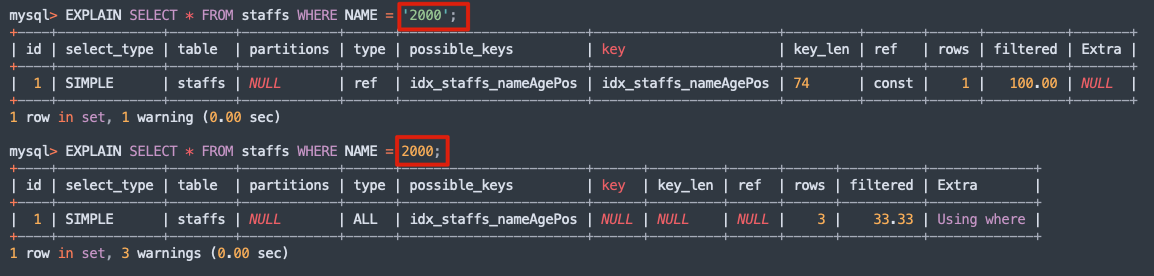 mysql> EXPLAIN SELECT * FROM staffs WHERE NAME = '2000';
| id | select_type | table | partitions | type | possible_keys | key | key_len | ref | rows | filtered | Extra |
| 1 | SIMPLE | staffs | NULL | ref | idx_staffs_nameAgePos | idx_staffs_nameAgePos | 74 | const | 1 | 100.00 | NULL |
1 row in set, 1 warning (0.00 sec)
mysql> EXPLAIN SELECT * FROM staffs WHERE NAME = 2000;
| id | select_type | table | partitions | type | possible_keys | key | key_len | ref | rows | filtered | Extra |
| 1 | SIMPLE | staffs | NULL | ALL | idx_staffs_nameAgePos | NULL | NULL | NULL | 3 | 33.33 | Using where |
1 row in set, 3 warnings (0.00 sec)